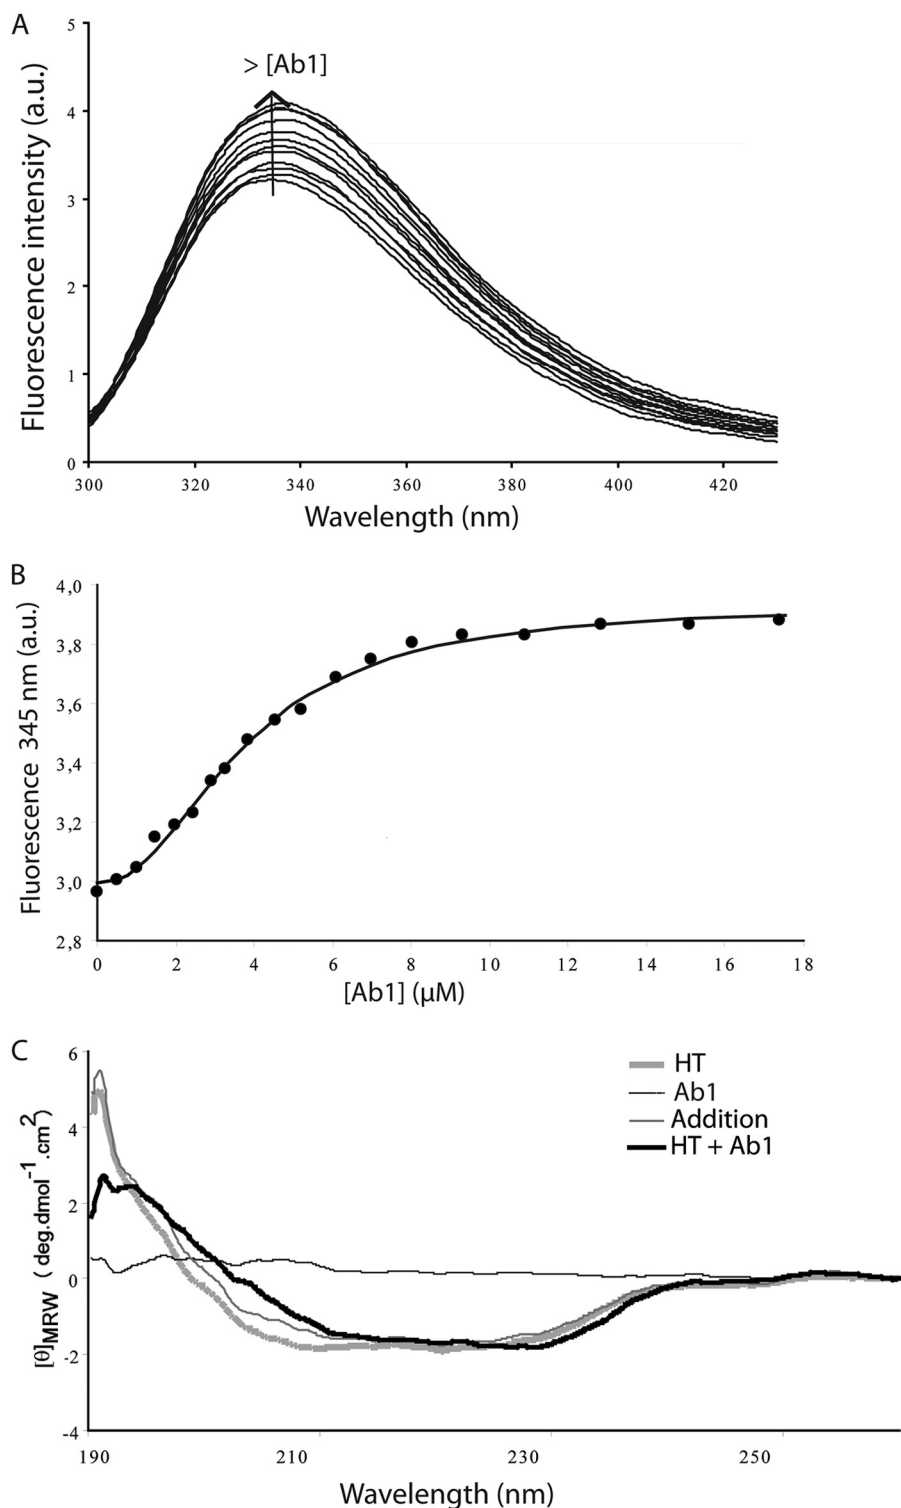 A
5
4
3
2
1
0
Fluorescence intensity (a.u.)
> [Ab1]
300 320 340 360 380 400 420
Wavelength (nm)
B
4,0
3,8
3,6
3,4
3,2
3,0
2,8
Fluorescence 345 nm (a.u.)
0 2 4 6 8 10 12 14 16 18
[Ab1] (μM)
C
6
4
2
0
-2
-4
[θ]MRW (deg.dmol-1.cm2)
HT
Ab1
Addition
HT + Ab1
190 210 230 250
Wavelength (nm)